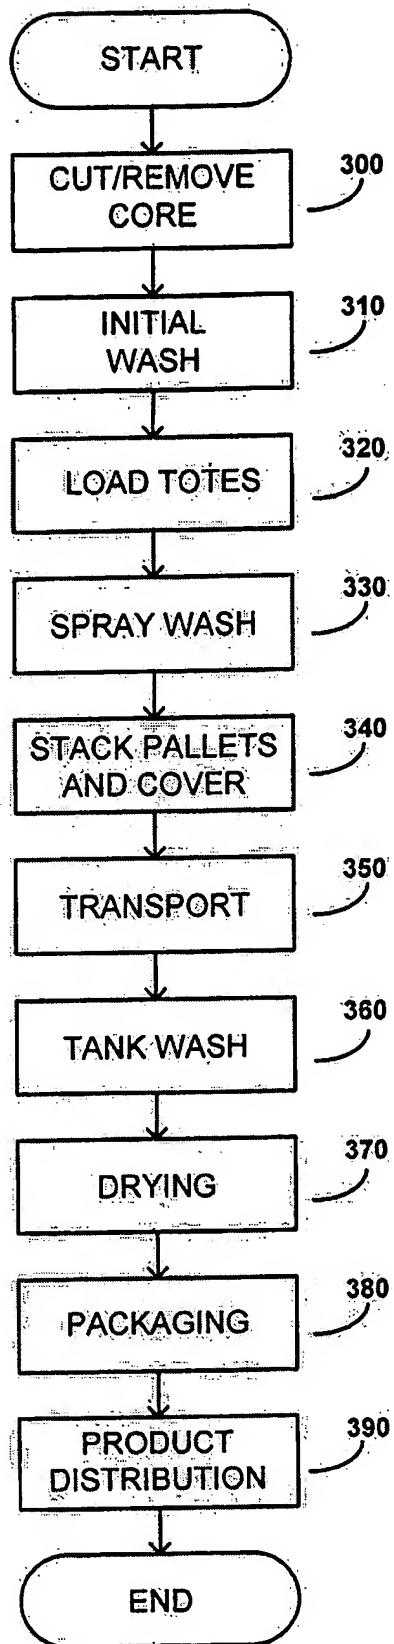 START
CUT/REMOVE
CORE
300
INITIAL
WASH
310
LOAD TOTES
320
SPRAY WASH
330
STACK PALLETS
AND COVER
340
TRANSPORT
350
TANK WASH
360
DRYING
370
PACKAGING
380
PRODUCT
DISTRIBUTION
390
END